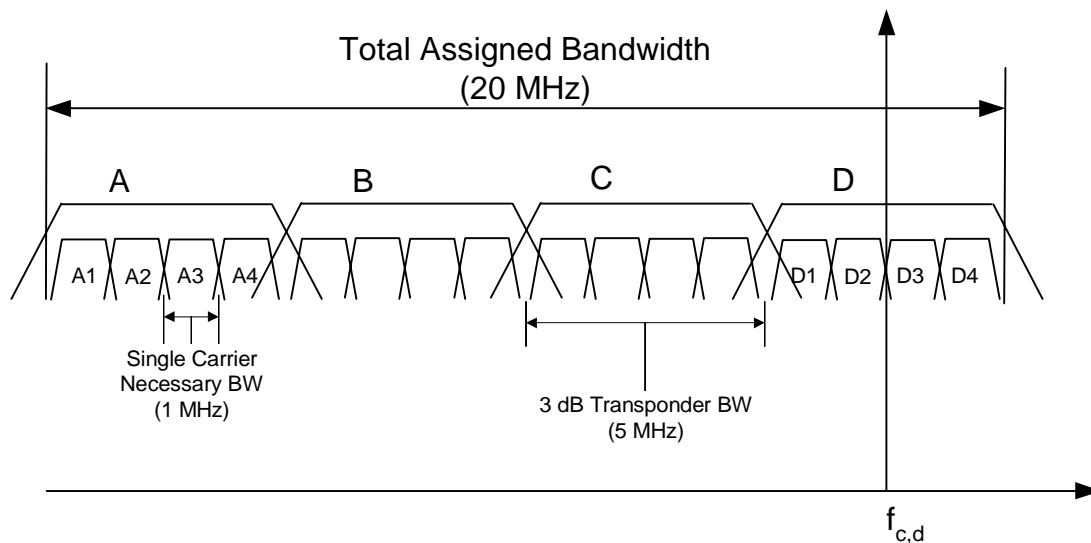 Total Assigned Bandwidth
(20 MHz)
A
B
C
D
A1
A2
A3
A4
D1
D2
D3
D4
Single Carrier
Necessary BW
(1 MHz)
3 dB Transponder BW
(5 MHz)
f c,d